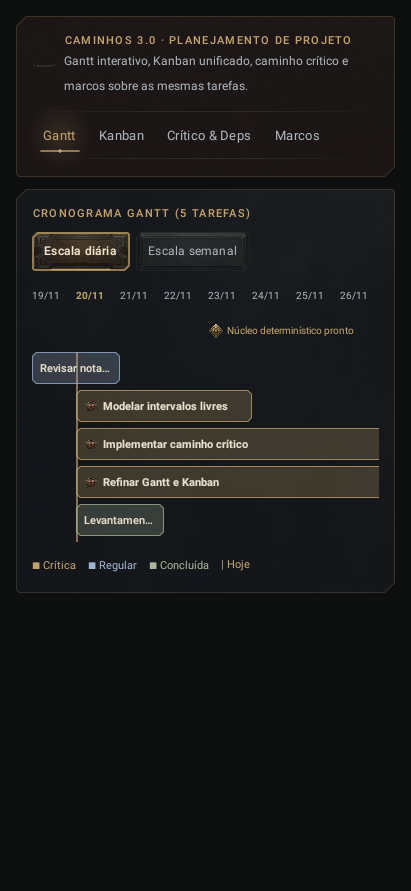 CAMINHOS 3.0 · PLANEJAMENTO DE PROJETO
Gantt interativo, Kanban unificado, caminho crítico e
marcos sobre as mesmas tarefas.
Gantt Kanban Crítico & Deps Marcos
CRONOGRAMA GANTT (5 TAREFAS)
Escala diária Escala semanal
19/11 20/11 21/11 22/11 23/11 24/11 25/11 26/11
Núcleo determinístico pronto
Revisar nota...
Modelar intervalos livres
Implementar caminho crítico
Refinar Gantt e Kanban
Levantamen...
Crítica Regular Concluída | Hoje